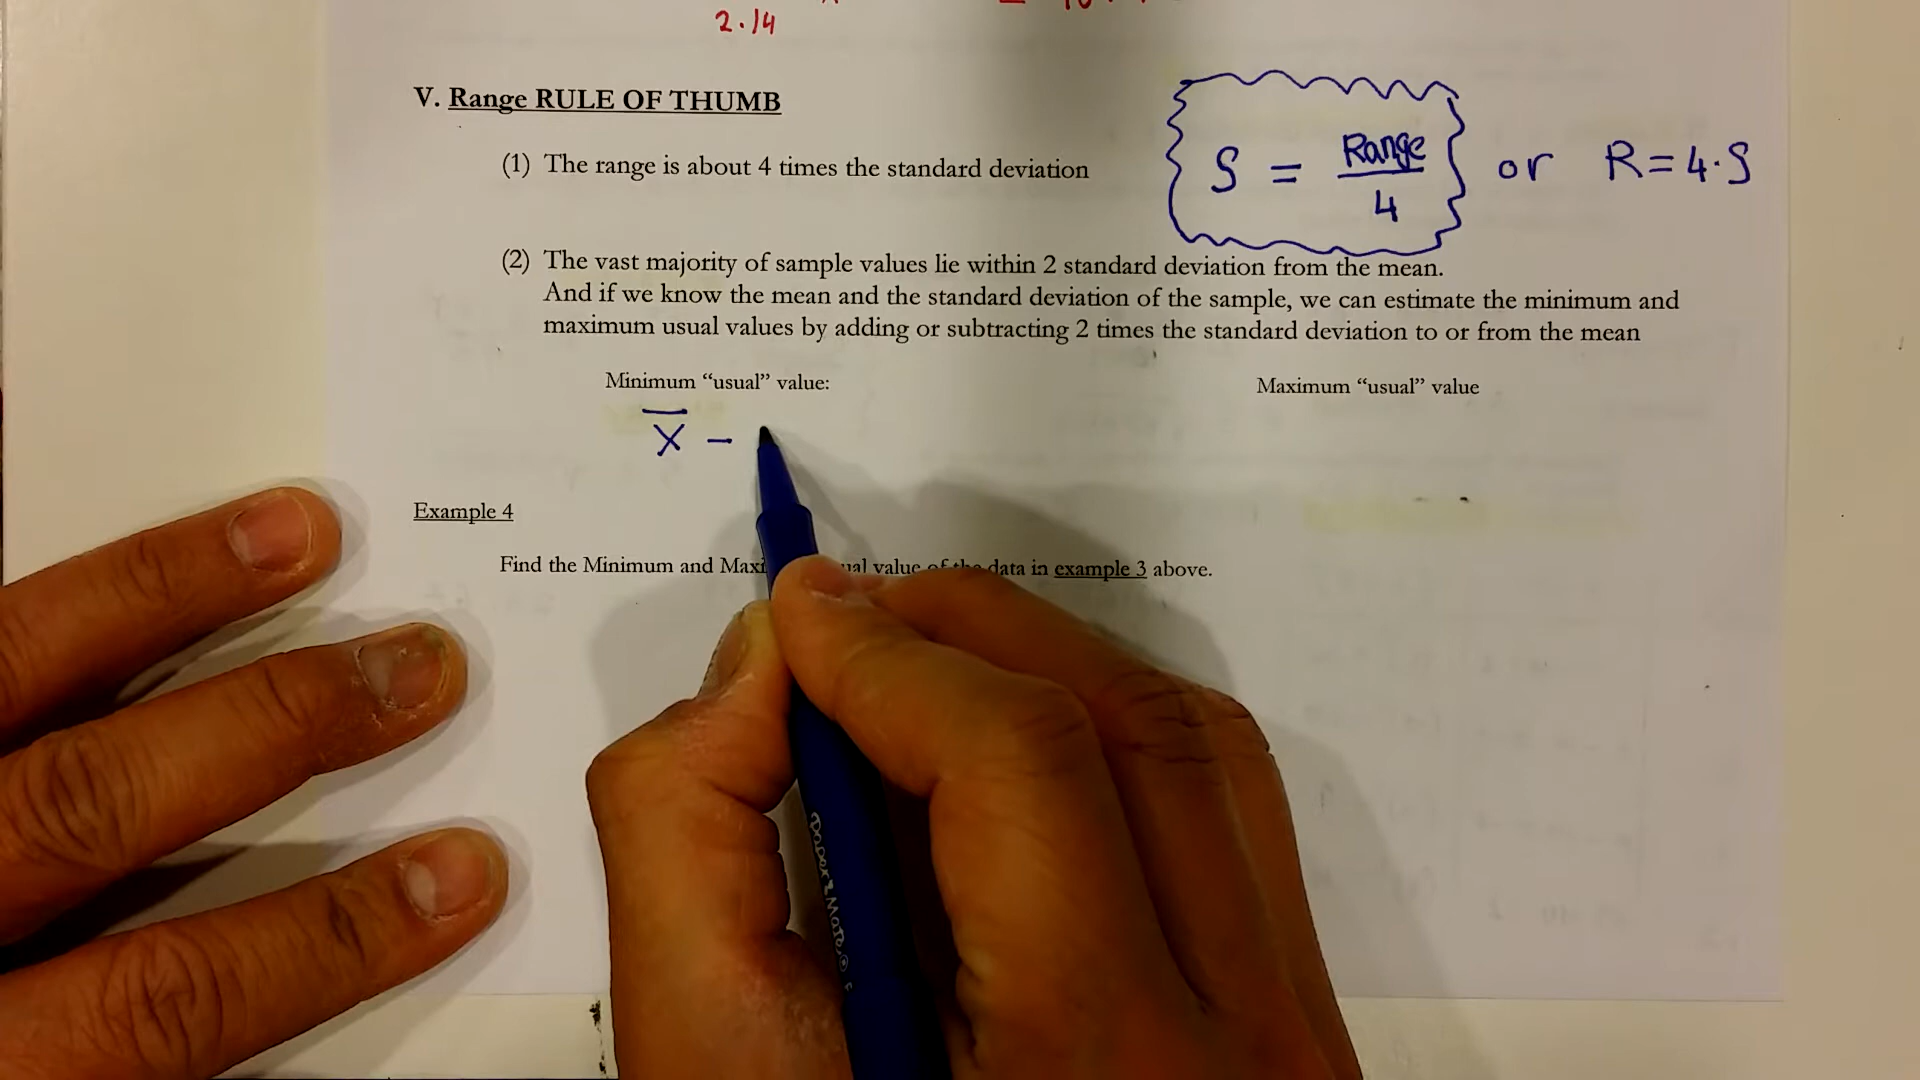 2.14
V. Range RULE OF THUMB
(1) The range is about 4 times the standard deviation
S = Range / 4 or R = 4·S
(2) The vast majority of sample values lie within 2 standard deviation from the mean.
And if we know the mean and the standard deviation of the sample, we can estimate the minimum and
maximum usual values by adding or subtracting 2 times the standard deviation to or from the mean
Minimum “usual” value: Maximum “usual” value
x̄ –
Example 4
Find the Minimum and value of the data in example 3 above.
PaperMate